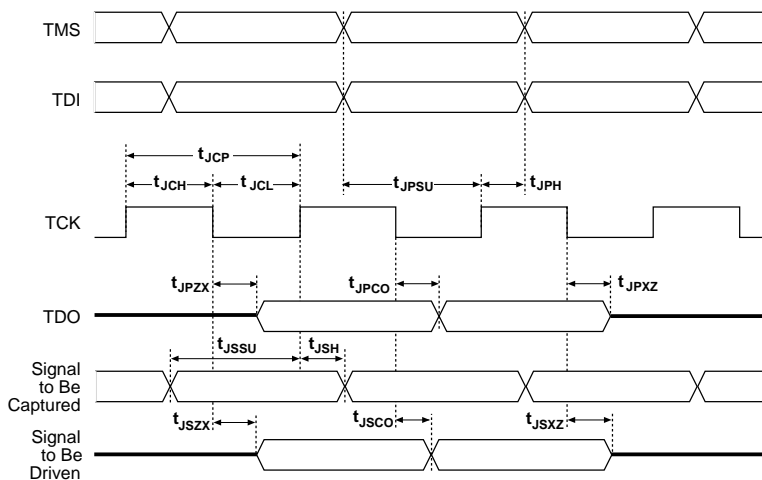 TMS
TDI
tJCP
tJCH
tJCL
tJPSU
tJPH
TCK
tJPZX
tJPCO
tJPXZ
TDO
tJSSU
tJSH
Signal
to Be
Captured
tJSZX
tJSCO
tJSXZ
Signal
to Be
Driven